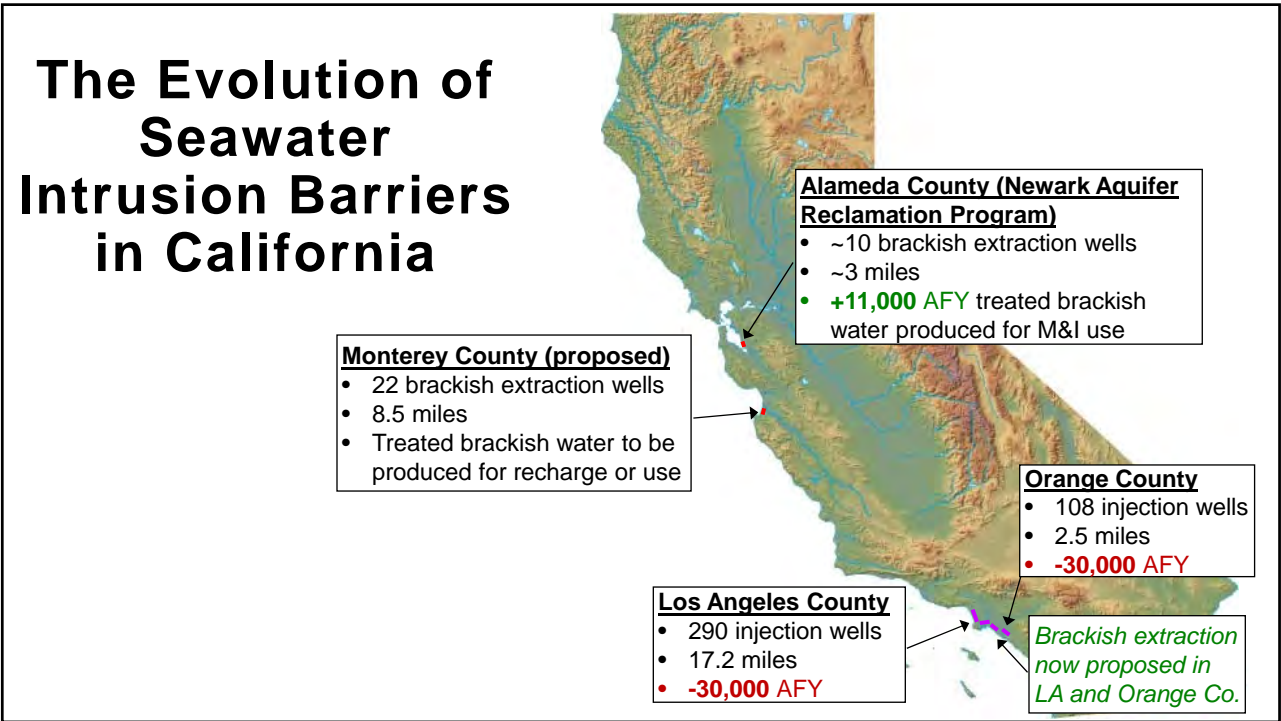 The Evolution of
Seawater
Intrusion Barriers
in California
Alameda County (Newark Aquifer
Reclamation Program)
• ~10 brackish extraction wells
• ~3 miles
• +11,000 AFY treated brackish
water produced for M&I use
Monterey County (proposed)
• 22 brackish extraction wells
• 8.5 miles
• Treated brackish water to be
produced for recharge or use
Orange County
• 108 injection wells
• 2.5 miles
• -30,000 AFY
Los Angeles County
• 290 injection wells
• 17.2 miles
• -30,000 AFY
Brackish extraction
now proposed in
LA and Orange Co.